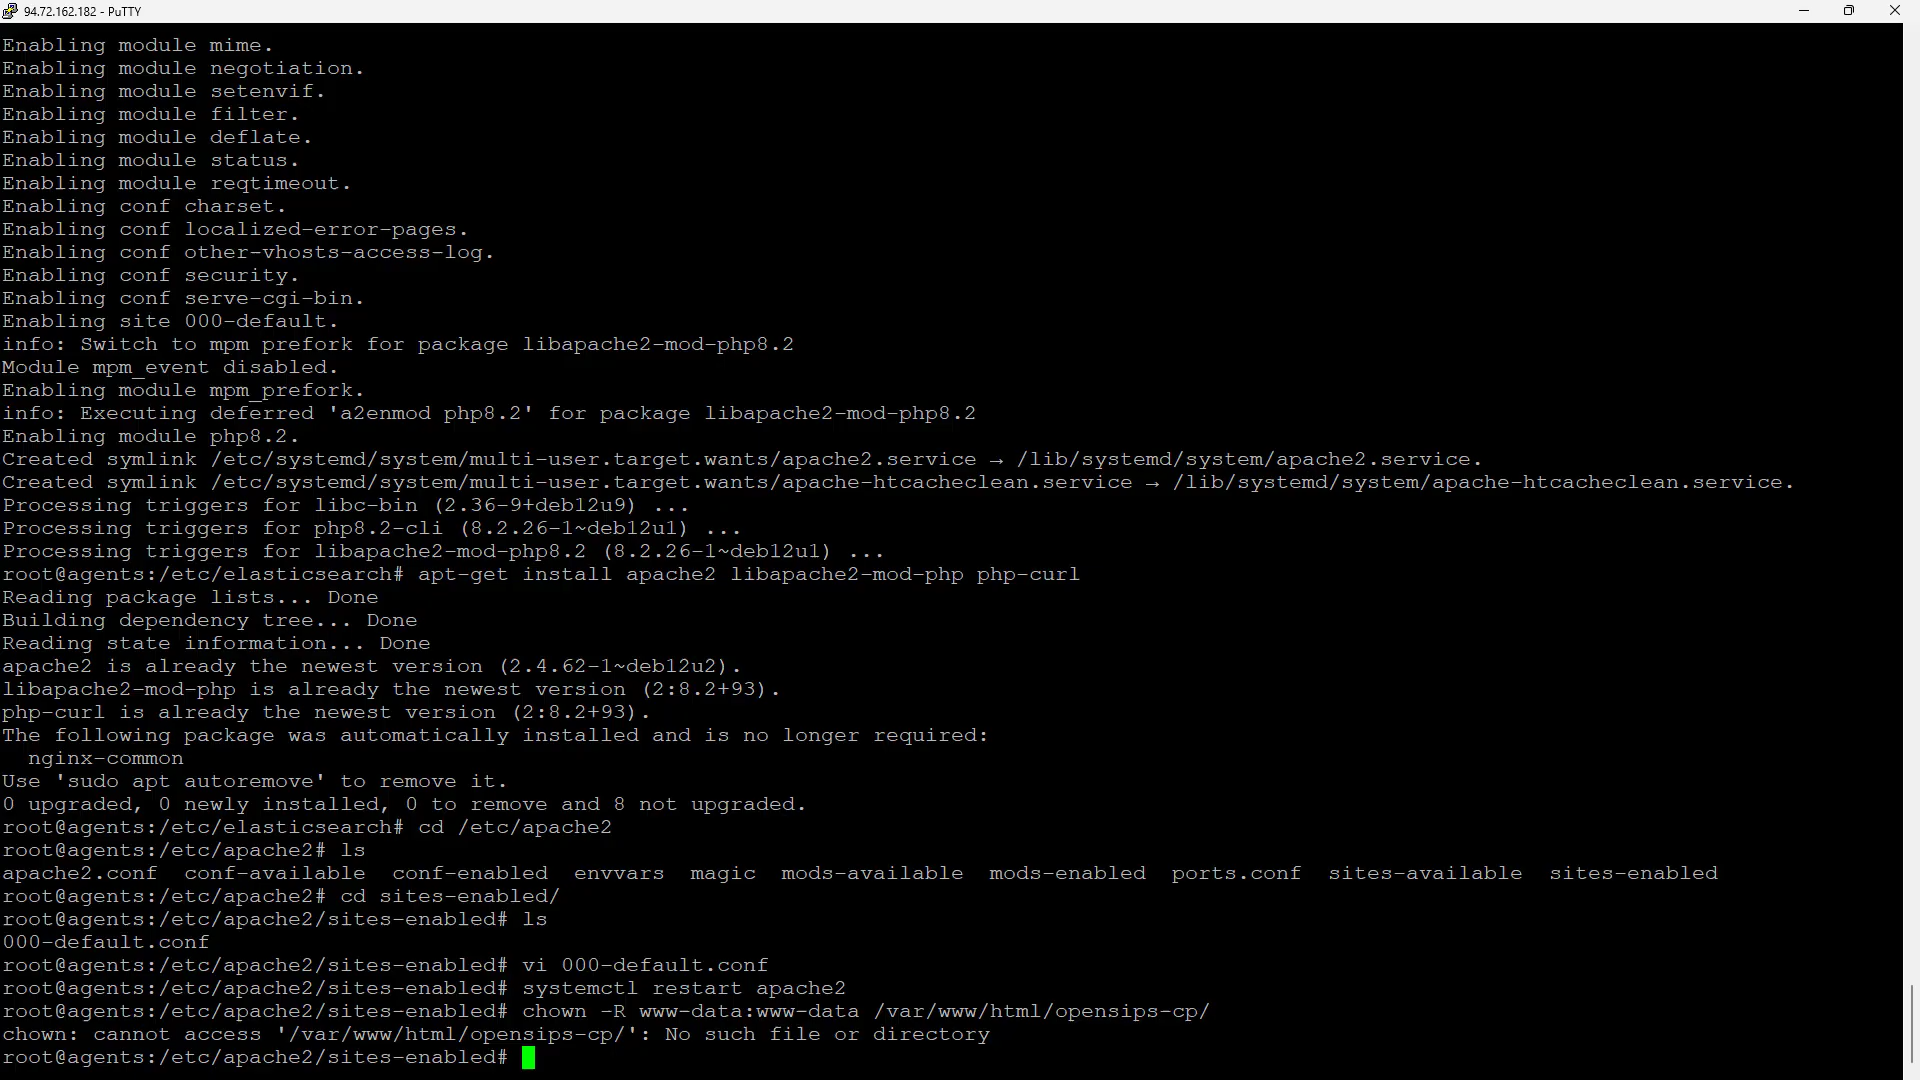 94.72.162.182 - PuTTY
Enabling module mime.
Enabling module negotiation.
Enabling module setenvif.
Enabling module filter.
Enabling module deflate.
Enabling module status.
Enabling module reqtimeout.
Enabling conf charset.
Enabling conf localized-error-pages.
Enabling conf other-vhosts-access-log.
Enabling conf security.
Enabling conf serve-cgi-bin.
Enabling site 000-default.
info: Switch to mpm prefork for package libapache2-mod-php8.2
Module mpm_event disabled.
Enabling module mpm_prefork.
info: Executing deferred 'a2enmod php8.2' for package libapache2-mod-php8.2
Enabling module php8.2.
Created symlink /etc/systemd/system/multi-user.target.wants/apache2.service → /lib/systemd/system/apache2.service.
Created symlink /etc/systemd/system/multi-user.target.wants/apache-htcacheclean.service → /lib/systemd/system/apache-htcacheclean.service.
Processing triggers for libc-bin (2.36-9+deb12u9) ...
Processing triggers for php8.2-cli (8.2.26-1~deb12u1) ...
Processing triggers for libapache2-mod-php8.2 (8.2.26-1~deb12u1) ...
root@agents:/etc/elasticsearch# apt-get install apache2 libapache2-mod-php php-curl
Reading package lists... Done
Building dependency tree... Done
Reading state information... Done
apache2 is already the newest version (2.4.62-1~deb12u2).
libapache2-mod-php is already the newest version (2:8.2+93).
php-curl is already the newest version (2:8.2+93).
The following package was automatically installed and is no longer required:
  nginx-common
Use 'sudo apt autoremove' to remove it.
0 upgraded, 0 newly installed, 0 to remove and 8 not upgraded.
root@agents:/etc/elasticsearch# cd /etc/apache2
root@agents:/etc/apache2# ls
apache2.conf  conf-available  conf-enabled  envvars  magic  mods-available  mods-enabled  ports.conf  sites-available  sites-enabled
root@agents:/etc/apache2# cd sites-enabled/
root@agents:/etc/apache2/sites-enabled# ls
000-default.conf
root@agents:/etc/apache2/sites-enabled# vi 000-default.conf
root@agents:/etc/apache2/sites-enabled# systemctl restart apache2
root@agents:/etc/apache2/sites-enabled# chown -R www-data:www-data /var/www/html/opensips-cp/
chown: cannot access '/var/www/html/opensips-cp/': No such file or directory
root@agents:/etc/apache2/sites-enabled#